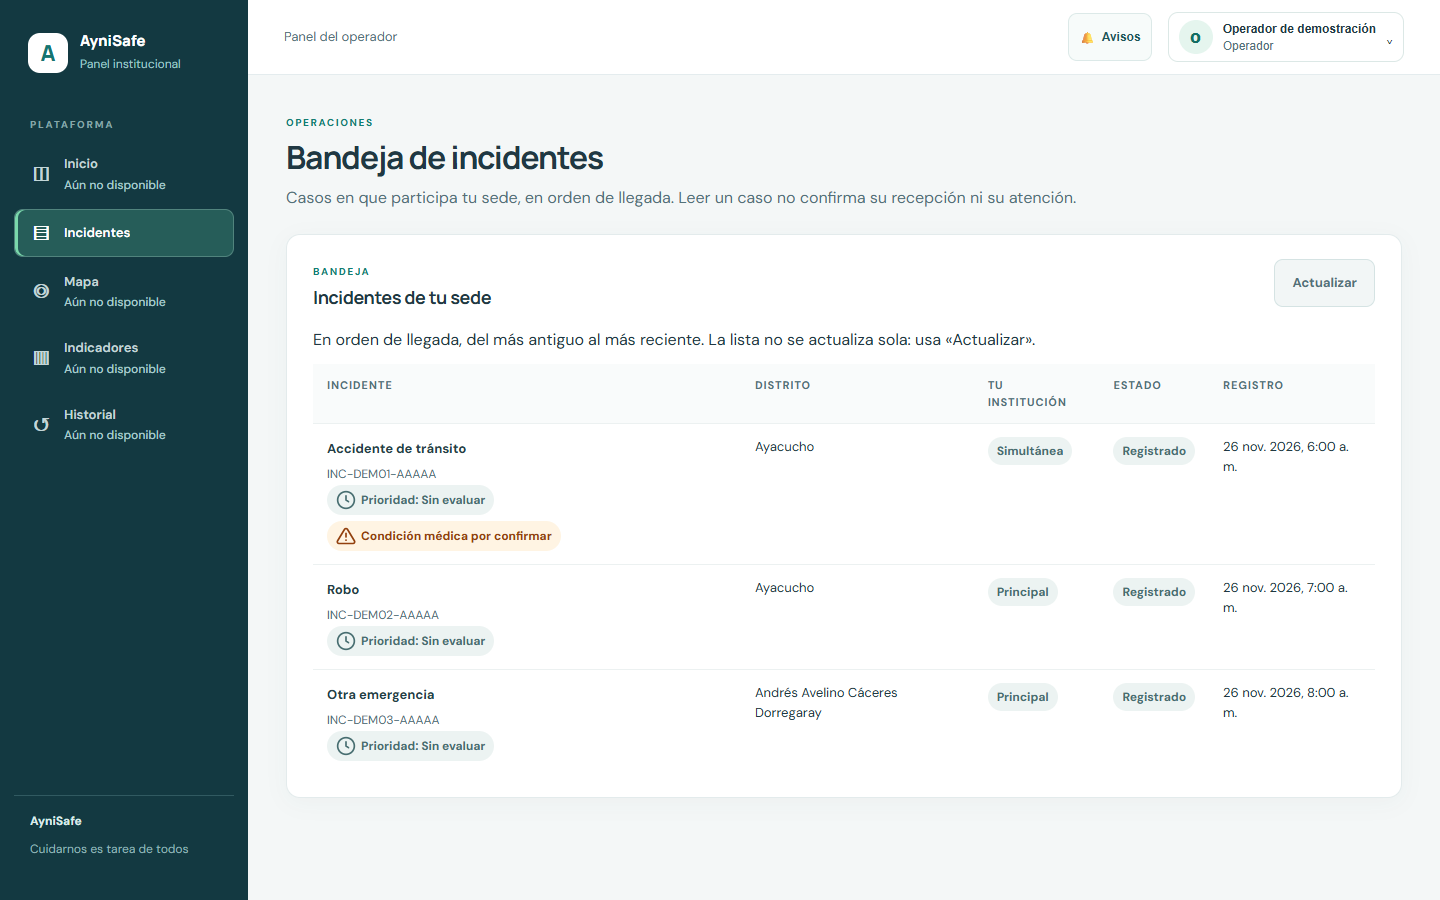 A
AyniSafe
Panel institucional
PLATAFORMA
Inicio
Aún no disponible
Incidentes
Mapa
Aún no disponible
Indicadores
Aún no disponible
Historial
Aún no disponible
AyniSafe
Cuidarnos es tarea de todos
Panel del operador
Avisos
O
Operador de demostración
Operador
OPERACIONES
Bandeja de incidentes
Casos en que participa tu sede, en orden de llegada. Leer un caso no confirma su recepción ni su atención.
BANDEJA
Incidentes de tu sede
Actualizar
En orden de llegada, del más antiguo al más reciente. La lista no se actualiza sola: usa «Actualizar».
INCIDENTE DISTRITO TU INSTITUCIÓN ESTADO REGISTRO
Accidente de tránsito Ayacucho Simultánea Registrado 26 nov. 2026, 6:00 a. m.
INC-DEM01-AAAAA
Prioridad: Sin evaluar
Condición médica por confirmar
Robo Ayacucho Principal Registrado 26 nov. 2026, 7:00 a. m.
INC-DEM02-AAAAA
Prioridad: Sin evaluar
Otra emergencia Andrés Avelino Cáceres Dorregaray Principal Registrado 26 nov. 2026, 8:00 a. m.
INC-DEM03-AAAAA
Prioridad: Sin evaluar